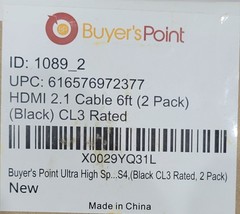 Buyer's Point
ID: 1089_2
UPC: 616576972377
HDMI 2.1 Cable 6ft (2 Pack)
(Black) CL3 Rated
X0029YQ31L
Buyer's Point Ultra High Sp...S4,(Black CL3 Rated, 2 Pack)
New
Made in China